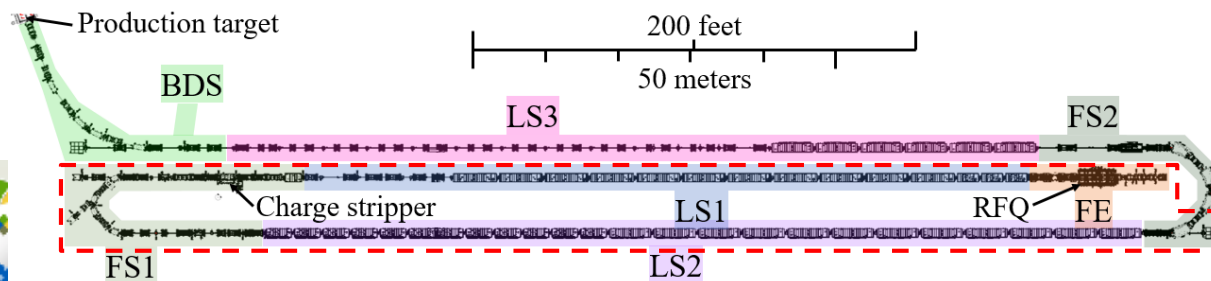 Production target
200 feet
50 meters
BDS
LS3
FS2
Charge stripper
LS1
RFQ
FE
FS1
LS2